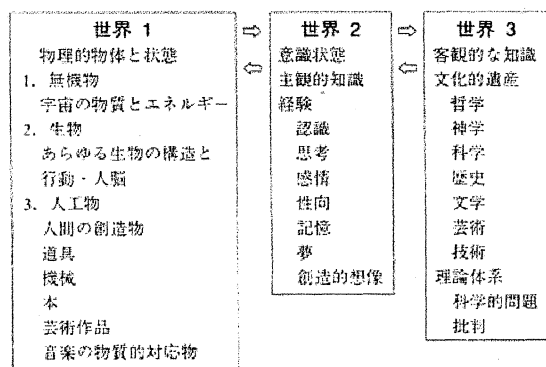 世界 1
物理的物体と状態
1. 無機物
宇宙の物質とエネルギー
2. 生物
あらゆる生物の構造と
行動・人脳
3. 人工物
人間の創造物
道具
機械
本
芸術作品
音楽の物質的対応物
⇨
⇦
世界 2
意識状態
主観的知識
経験
認識
思考
感情
性向
記憶
夢
創造的想像
⇨
⇦
世界 3
客観的な知識
文化的遺産
哲学
神学
科学
歴史
文学
芸術
技術
理論体系
科学的問題
批判